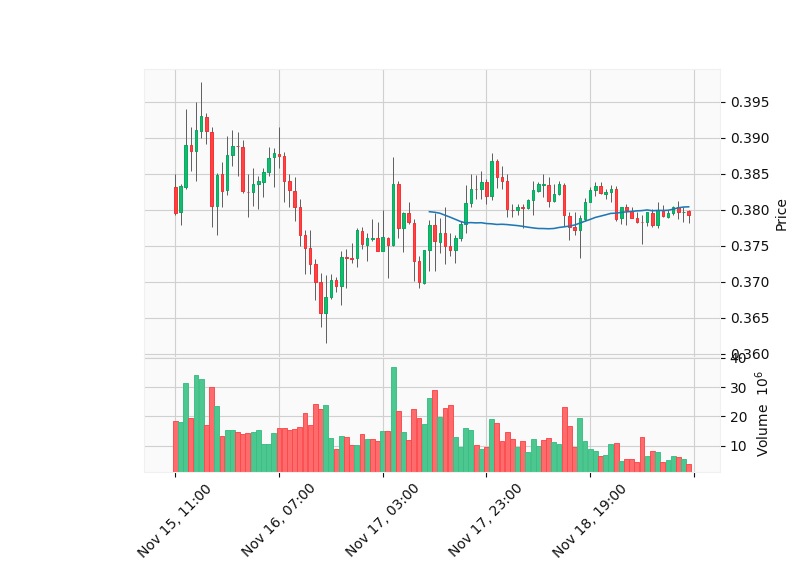 0.395
0.390
0.385
0.380
0.375
0.370
0.365
0.360
Price
40
30
20
10
Volume 10⁶
Nov 15, 11:00
Nov 16, 07:00
Nov 17, 03:00
Nov 17, 23:00
Nov 18, 19:00